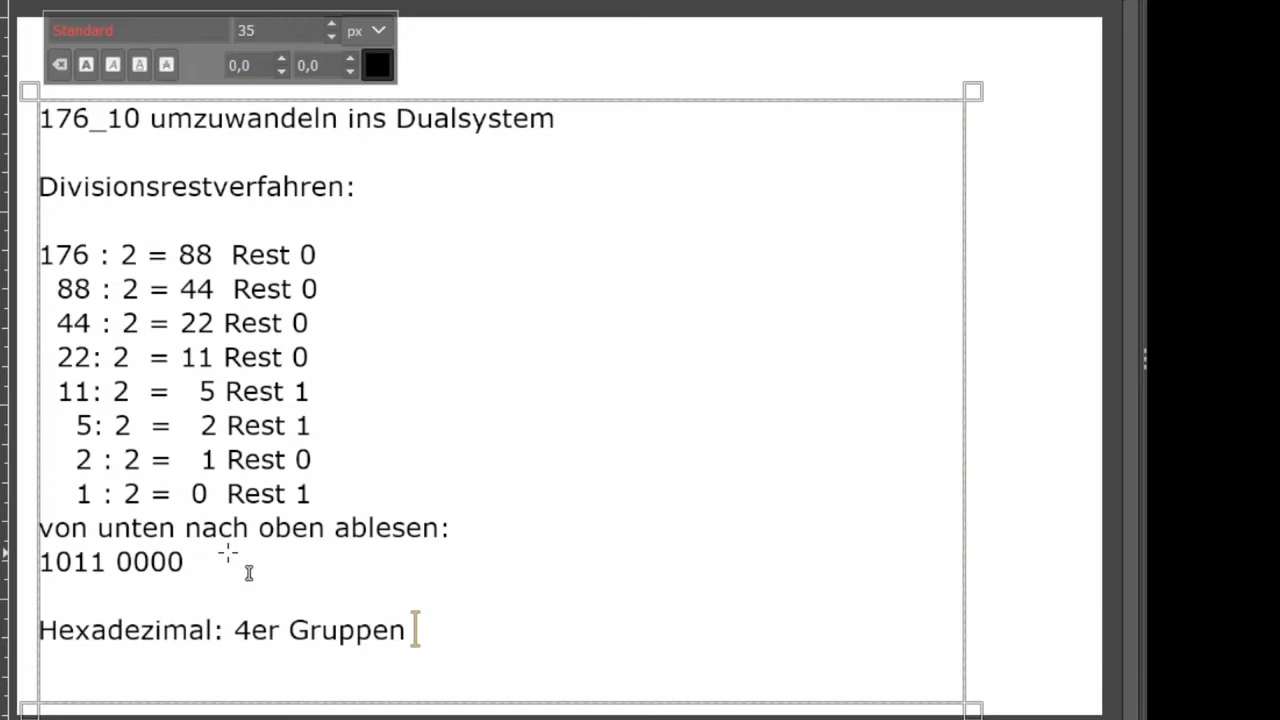 Standard 35 px
0,0 0,0
176_10 umzuwandeln ins Dualsystem
Divisionsrestverfahren:
176 : 2 = 88 Rest 0
88 : 2 = 44 Rest 0
44 : 2 = 22 Rest 0
22: 2 = 11 Rest 0
11: 2 = 5 Rest 1
5: 2 = 2 Rest 1
2 : 2 = 1 Rest 0
1 : 2 = 0 Rest 1
von unten nach oben ablesen:
1011 0000
Hexadezimal: 4er Gruppen